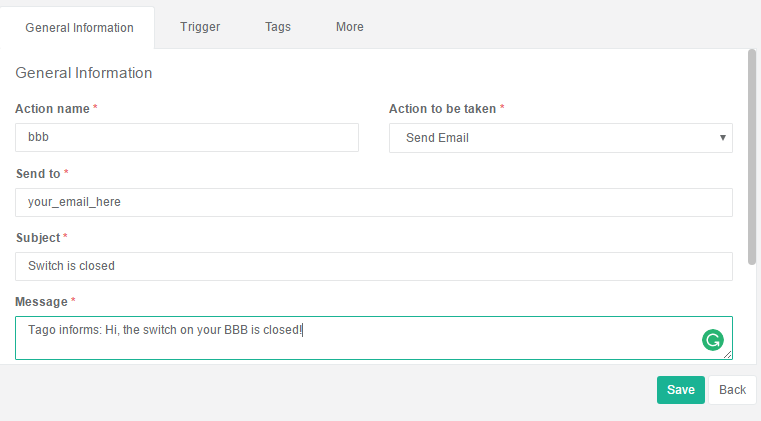 General Information Trigger Tags More
General Information
Action name * Action to be taken *
bbb Send Email
Send to *
your_email_here
Subject *
Switch is closed
Message *
Tago informs: Hi, the switch on your BBB is closed!
Save Back